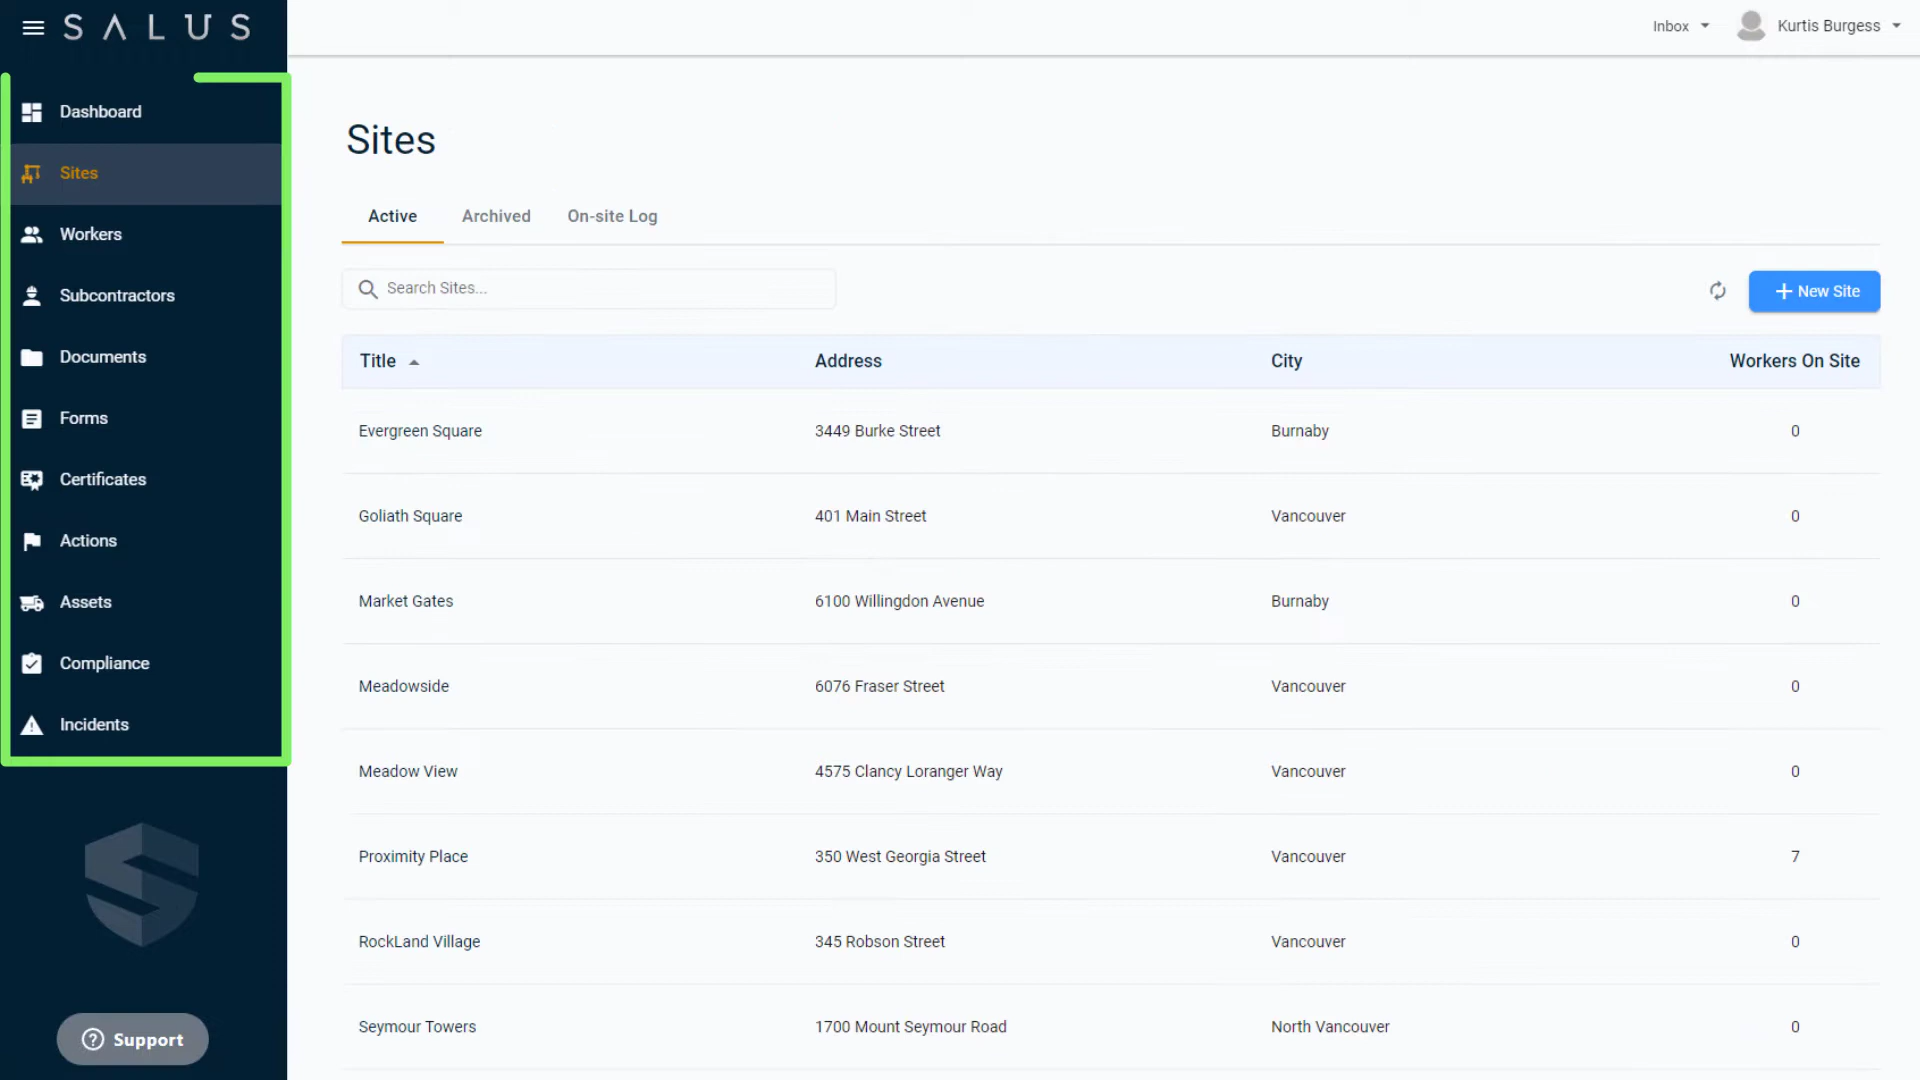 SALUS
Inbox
Kurtis Burgess
Dashboard
Sites
Workers
Subcontractors
Documents
Forms
Certificates
Actions
Assets
Compliance
Incidents
Support
Sites
Active Archived On-site Log
Search Sites...
+ New Site
Title Address City Workers On Site
Evergreen Square 3449 Burke Street Burnaby 0
Goliath Square 401 Main Street Vancouver 0
Market Gates 6100 Willingdon Avenue Burnaby 0
Meadowside 6076 Fraser Street Vancouver 0
Meadow View 4575 Clancy Loranger Way Vancouver 0
Proximity Place 350 West Georgia Street Vancouver 7
RockLand Village 345 Robson Street Vancouver 0
Seymour Towers 1700 Mount Seymour Road North Vancouver 0